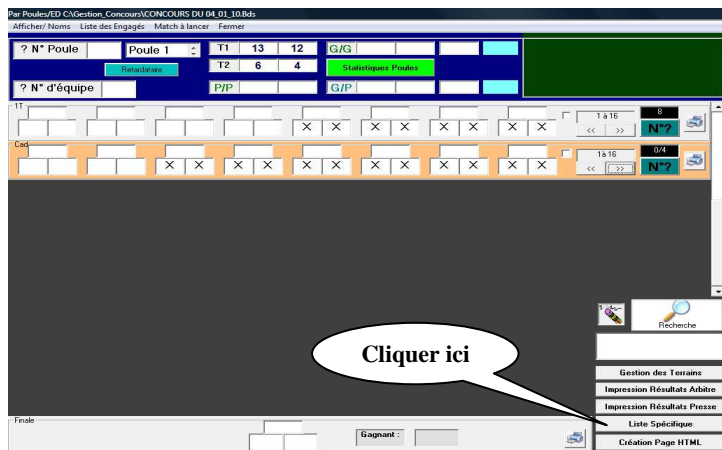 Par Poules/ED C:\Gestion_Concours\CONCOURS DU 04_01_10.Bds
Afficher/ Noms Liste des Engagés Match à lancer Fermer
? N° Poule Poule 1 T1 13 12 G/G
Retardataire T2 6 4 Statistiques Poules
? N° d'équipe P/P G/P
1T 1 à 16 8
X X X X X X X X << >> N°?
Cad 1 à 16 0/4
X X X X X X X X X X X X << >> N°?
Recherche
Cliquer ici
Gestion des Terrains
Impression Résultats Arbitre
Impression Résultats Presse
Liste Spécifique
Création Page HTML
Finale
Gagnant :